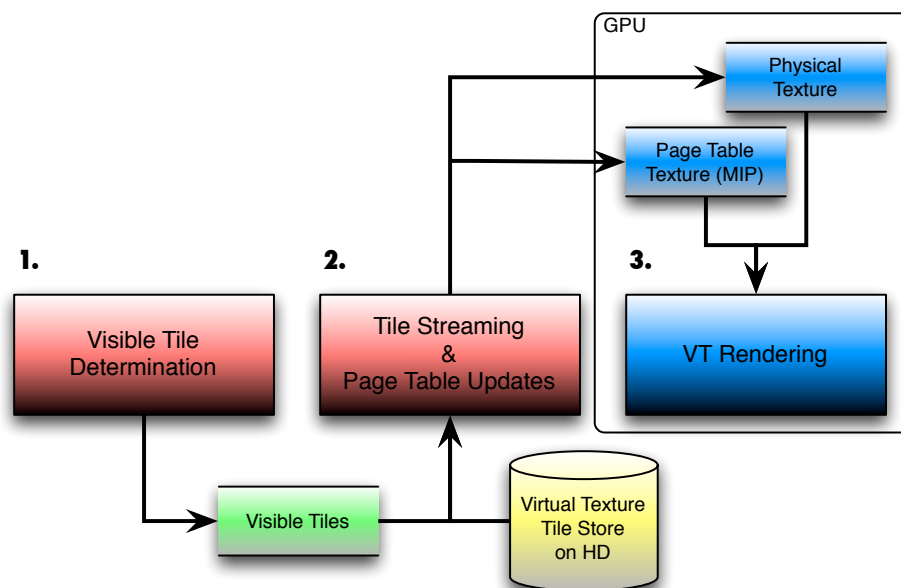 GPU
Physical
Texture
Page Table
Texture (MIP)
1.
2.
3.
Visible Tile
Determination
Tile Streaming
&
Page Table Updates
VT Rendering
Visible Tiles
Virtual Texture
Tile Store
on HD